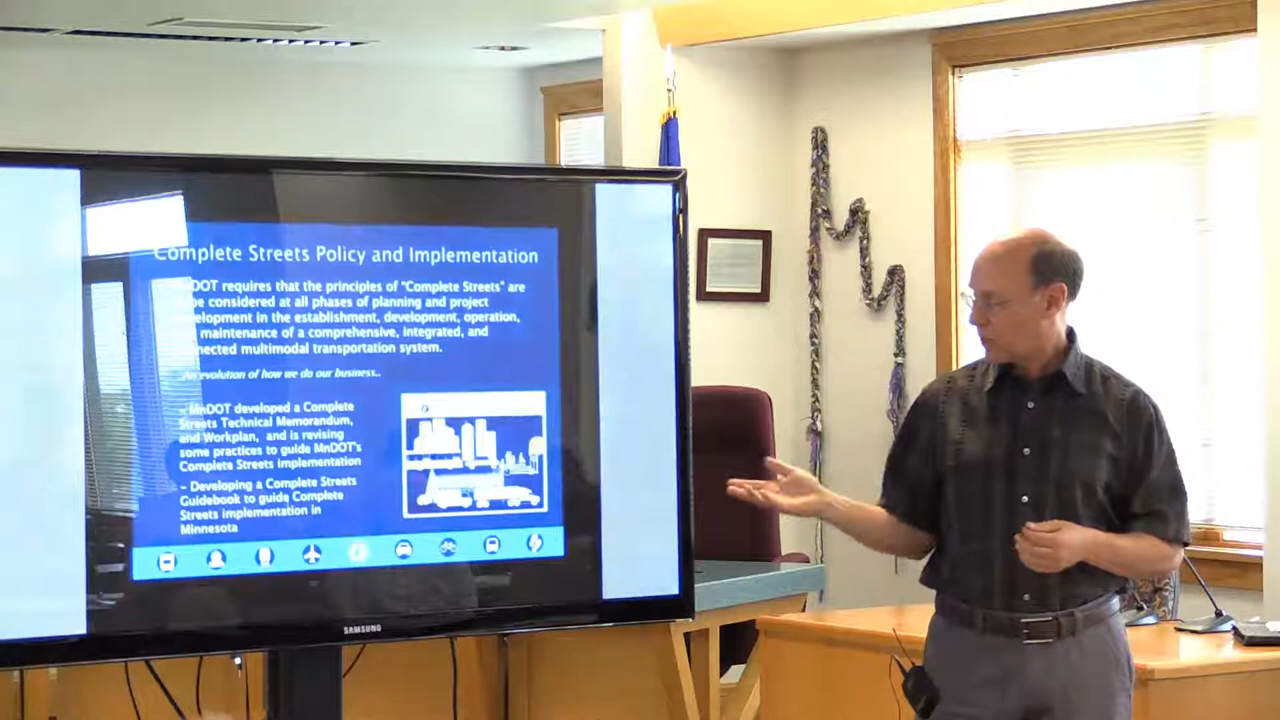 Complete Streets Policy and Implementation
MnDOT requires that the principles of "Complete Streets" are
be considered at all phases of planning and project
development in the establishment, development, operation,
maintenance of a comprehensive, integrated, and
connected multimodal transportation system.
An evolution of how we do our business..
- MnDOT developed a Complete
Streets Technical Memorandum,
and Workplan, and is revising
some practices to guide MnDOT's
Complete Streets Implementation
- Developing a Complete Streets
Guidebook to guide Complete
Streets implementation in
Minnesota
SAMSUNG